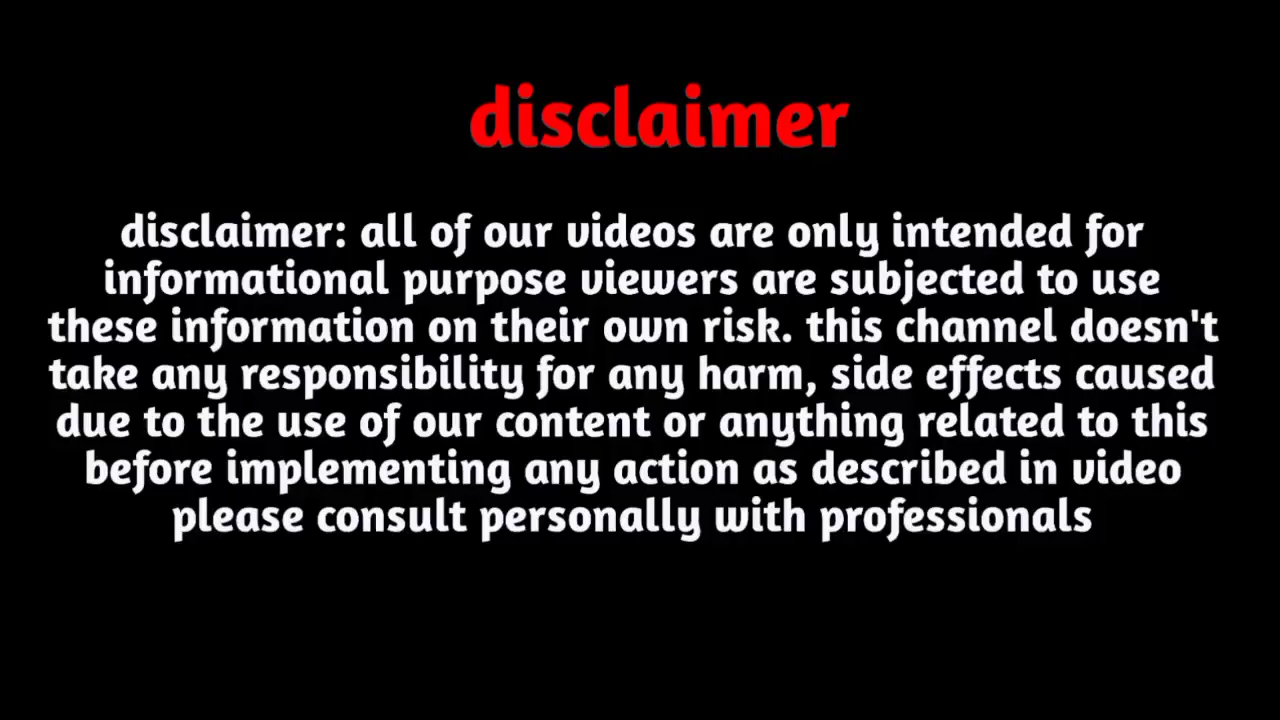 disclaimer
disclaimer: all of our videos are only intended for
informational purpose viewers are subjected to use
these information on their own risk. this channel doesn't
take any responsibility for any harm, side effects caused
due to the use of our content or anything related to this
before implementing any action as described in video
please consult personally with professionals